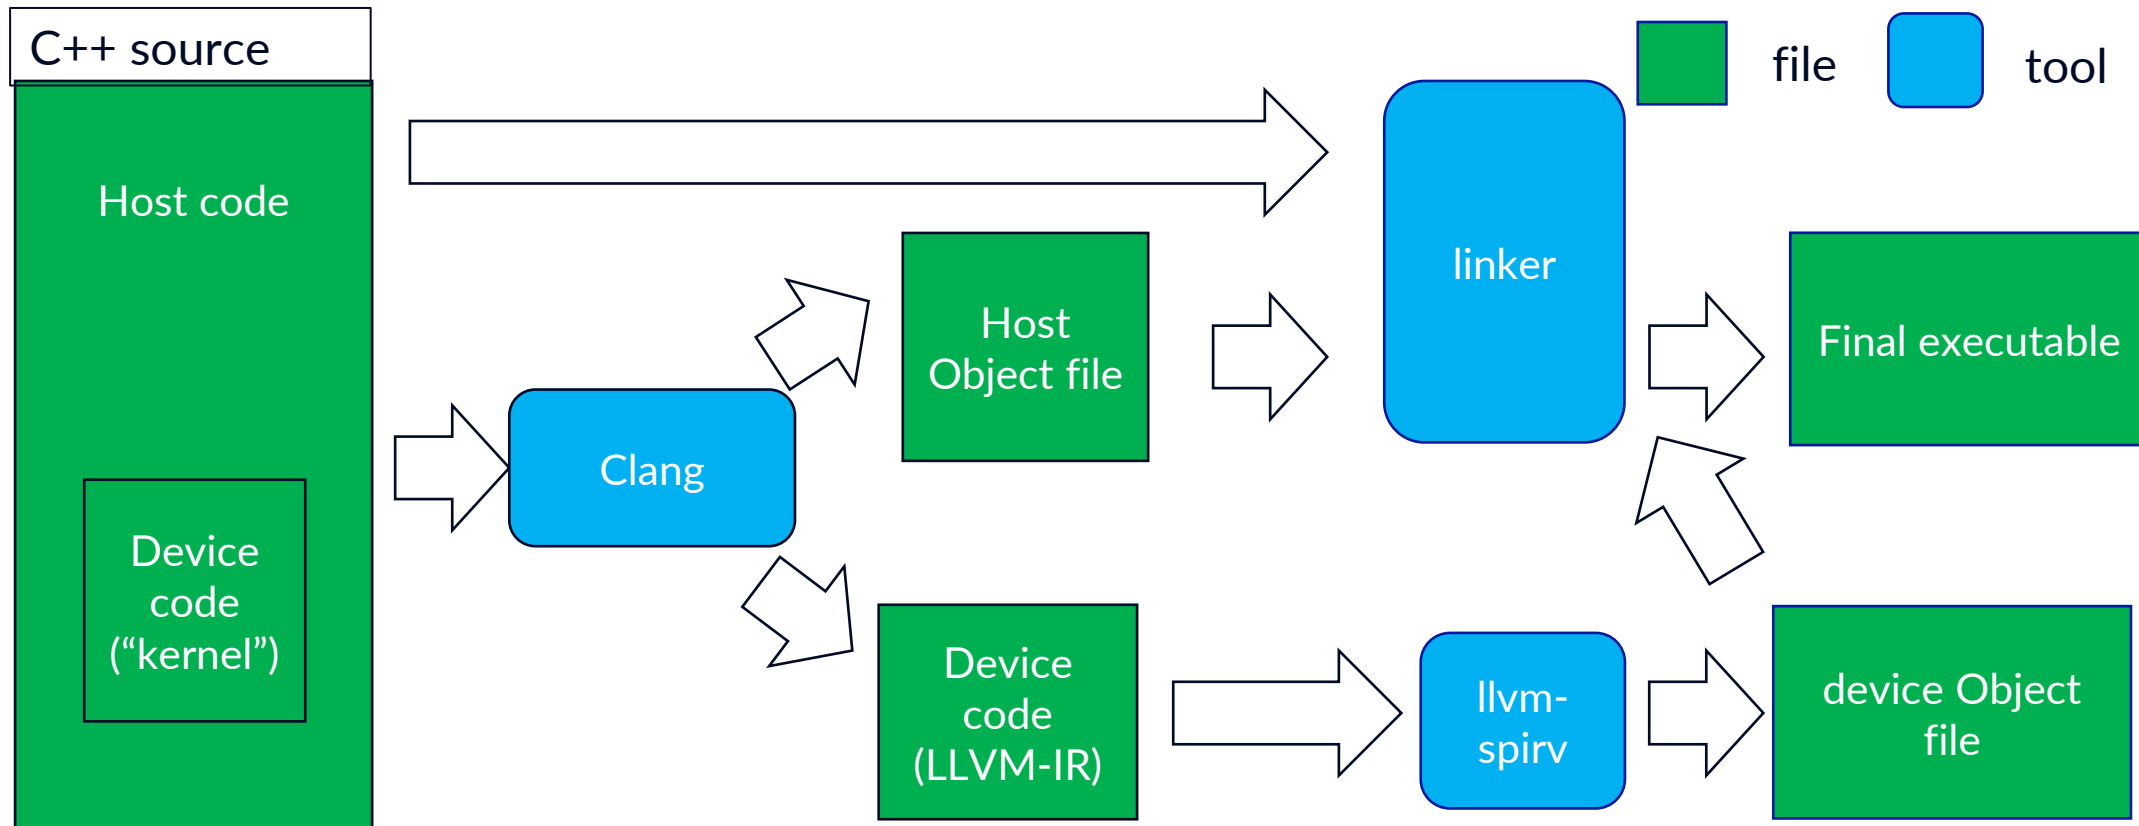 C++ source
file
tool
Host code
Device
code
(“kernel”)
Clang
Host
Object file
Device
code
(LLVM-IR)
linker
llvm-
spirv
Final executable
device Object
file